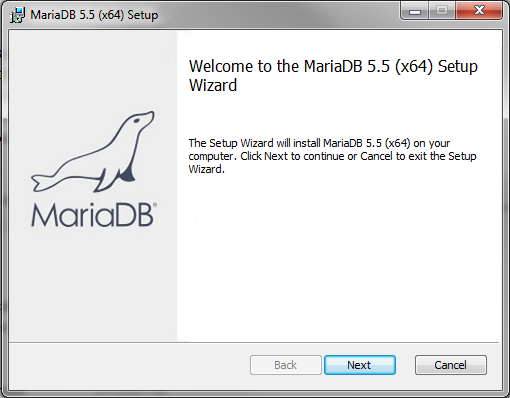 MariaDB 5.5 (x64) Setup
Welcome to the MariaDB 5.5 (x64) Setup
Wizard
The Setup Wizard will install MariaDB 5.5 (x64) on your
computer. Click Next to continue or Cancel to exit the Setup
Wizard.
MariaDB®
Back
Next
Cancel